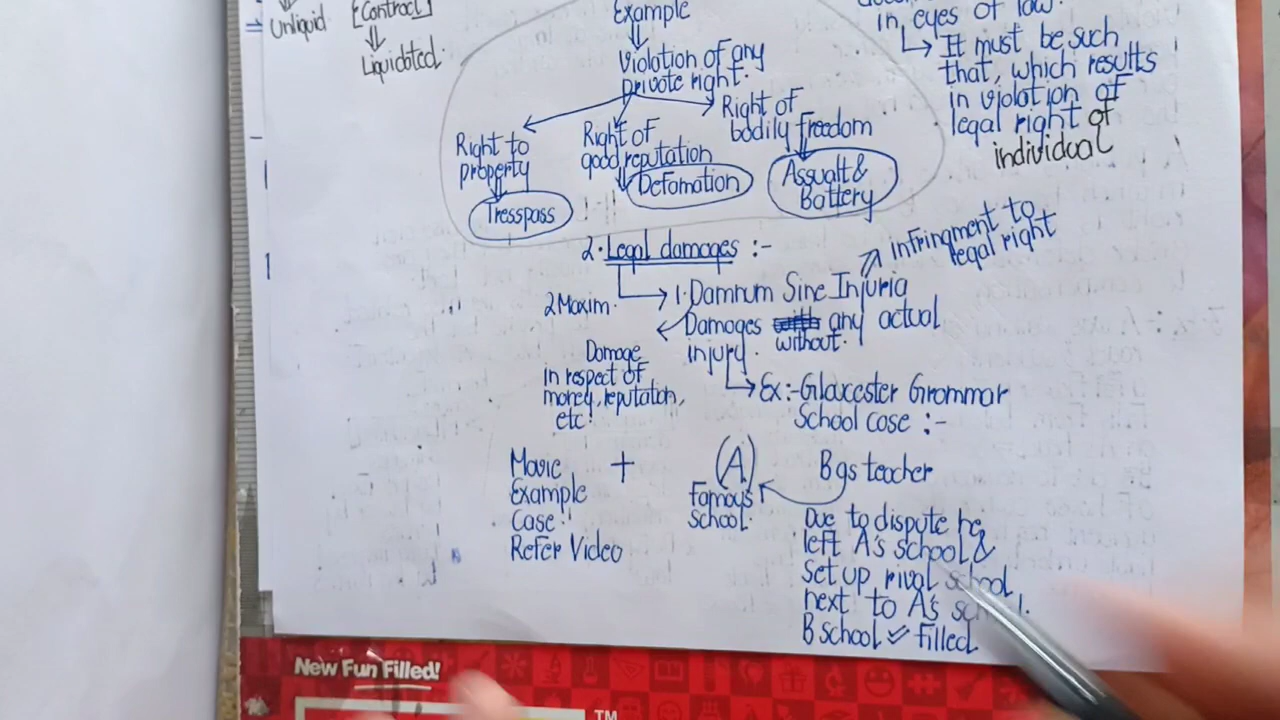 Unliquid
[Contract]
Liquidated.
Example
Violation of any
private right.
Right to
property
Tresspass
Right of
good reputation
Defamation
Right of
bodily freedom
Assualt &
Battery
in eyes of law.
It must be such
that, which results
in violation of
legal right of
individual
2. Legal damages :-
2 Maxim.
1. Damnum Sine Injuria
infringment to
legal right
Damages any actual
without.
injury.
Damage
in respect of
money, reputation,
etc.
Ex:- Gloucester Grammar
School case :-
Movie
Example
Case:
Refer Video
+
(A)
famous
school.
B gs teacher
Due to dispute he
left A's school &
set up rival school
next to A's
B school ✓ filled
New Fun Filled!
TM